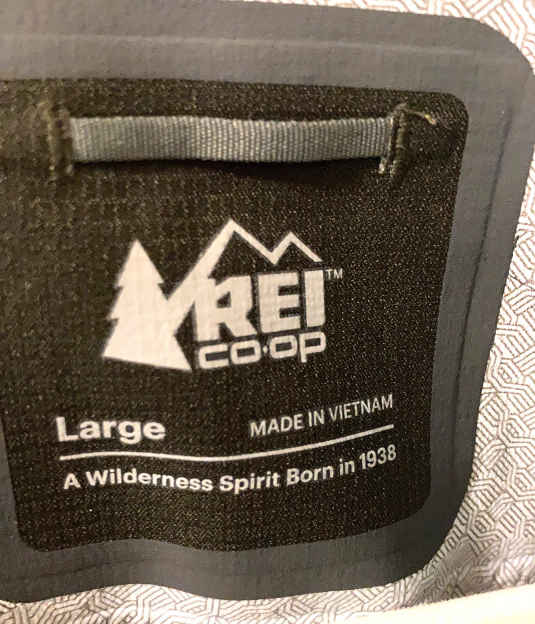 REI™
co·op
Large
MADE IN VIETNAM
A Wilderness Spirit Born in 1938